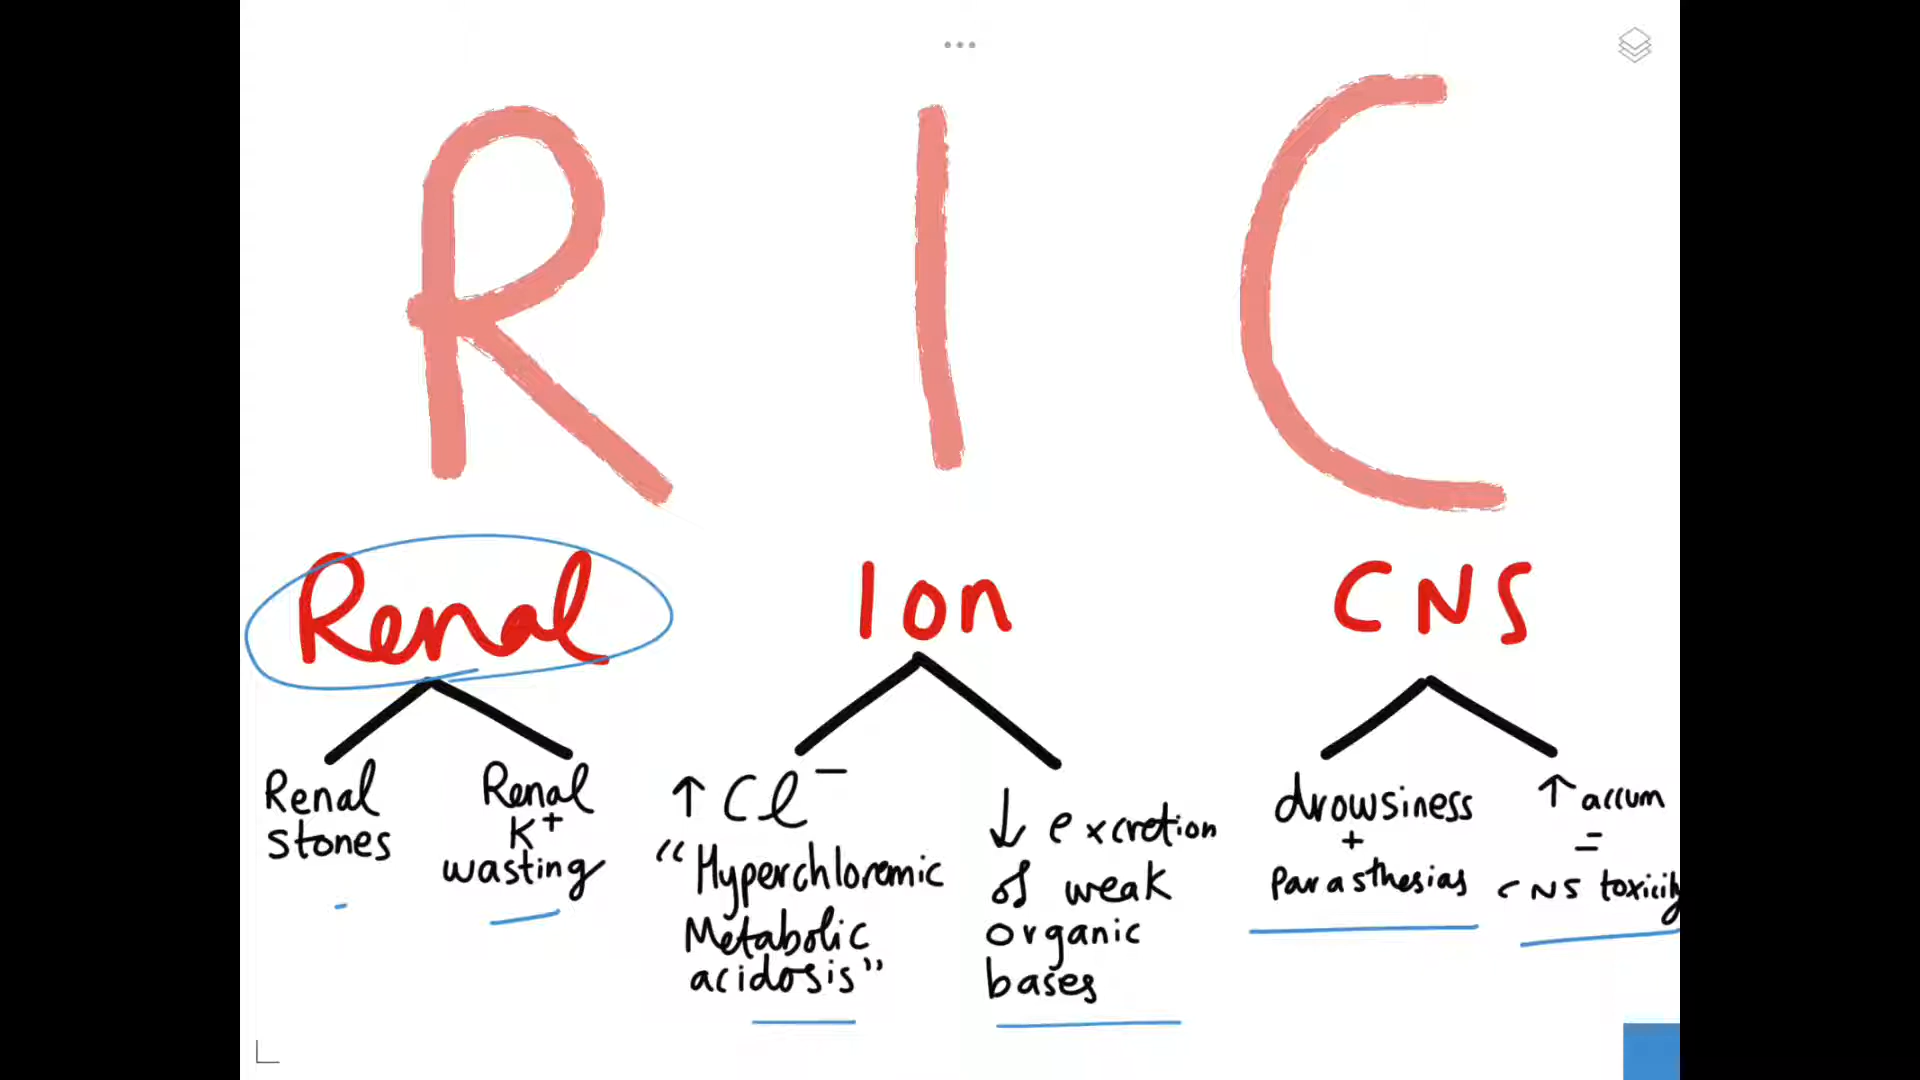 R I C
Renal
Ion
CNS
Renal
stones
Renal
K+
wasting
↑ Cl⁻
"Hyperchloremic
Metabolic
acidosis"
↓ excretion
of weak
organic
bases
drowsiness
+
Parasthesias
↑ accum
=
CNS toxicity